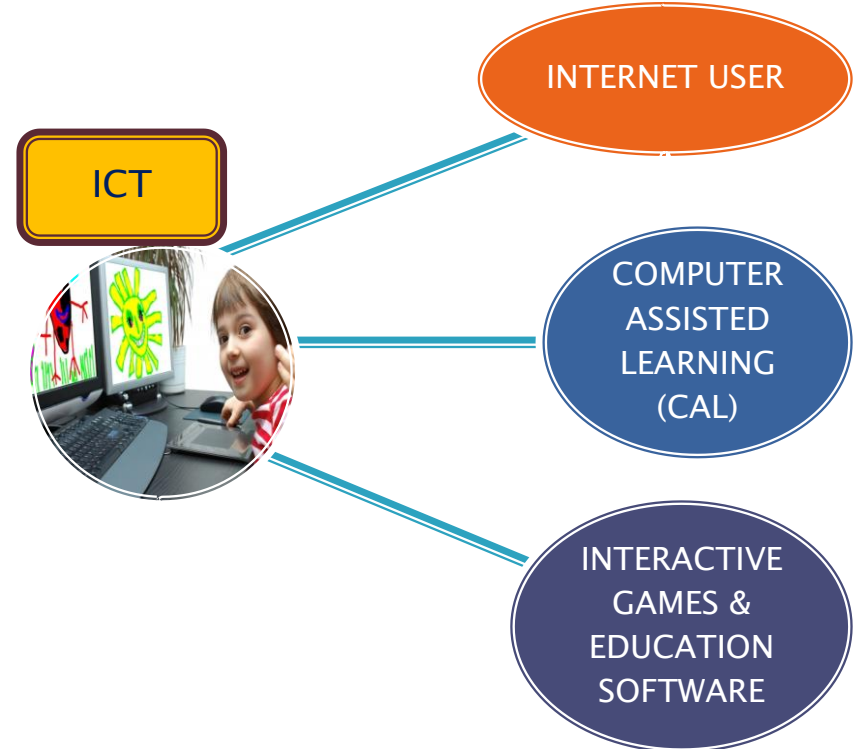 INTERNET USER
ICT
COMPUTER
ASSISTED
LEARNING
(CAL)
INTERACTIVE
GAMES &
EDUCATION
SOFTWARE